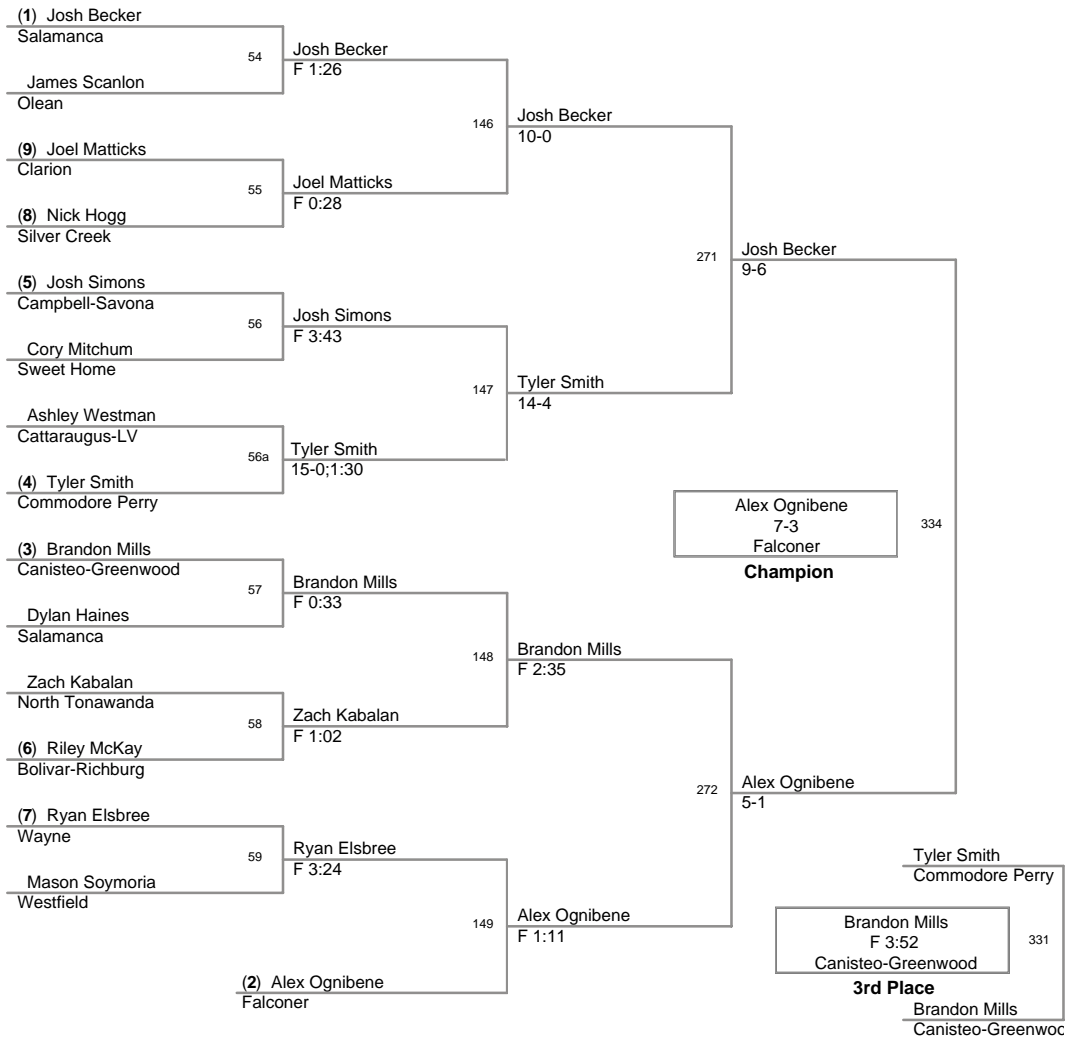 (1) Josh Becker
Salamanca
54
James Scanlon
Olean
Josh Becker
F 1:26
(9) Joel Matticks
Clarion
55
(8) Nick Hogg
Silver Creek
Joel Matticks
F 0:28
146
Josh Becker
10-0
(5) Josh Simons
Campbell-Savona
56
Cory Mitchum
Sweet Home
Josh Simons
F 3:43
Ashley Westman
Cattaraugus-LV
56a
(4) Tyler Smith
Commodore Perry
Tyler Smith
15-0;1:30
147
Tyler Smith
14-4
271
Josh Becker
9-6
(3) Brandon Mills
Canisteo-Greenwood
57
Dylan Haines
Salamanca
Brandon Mills
F 0:33
Zach Kabalan
North Tonawanda
58
(6) Riley McKay
Bolivar-Richburg
Zach Kabalan
F 1:02
148
Brandon Mills
F 2:35
(7) Ryan Elsbree
Wayne
59
Mason Soymoria
Westfield
Ryan Elsbree
F 3:24
149
(2) Alex Ognibene
Falconer
Alex Ognibene
F 1:11
272
Alex Ognibene
5-1
334
Alex Ognibene
7-3
Falconer
Champion
Tyler Smith
Commodore Perry
331
Brandon Mills
F 3:52
Canisteo-Greenwood
3rd Place
Brandon Mills
Canisteo-Greenwoo